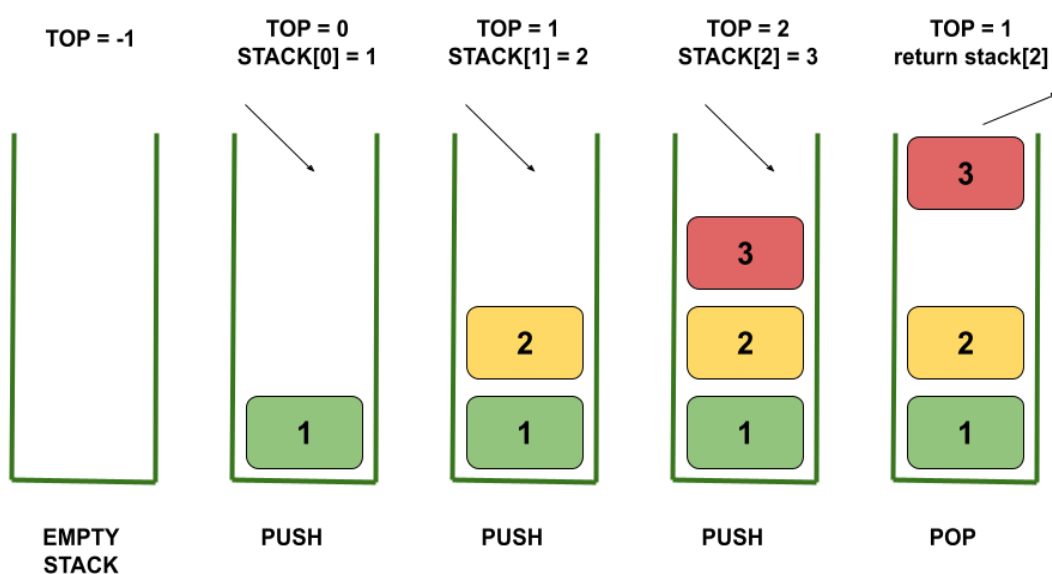 TOP = -1
TOP = 0
STACK[0] = 1
TOP = 1
STACK[1] = 2
TOP = 2
STACK[2] = 3
TOP = 1
return stack[2]
1
2
1
3
2
1
3
2
1
EMPTY
STACK
PUSH
PUSH
PUSH
POP